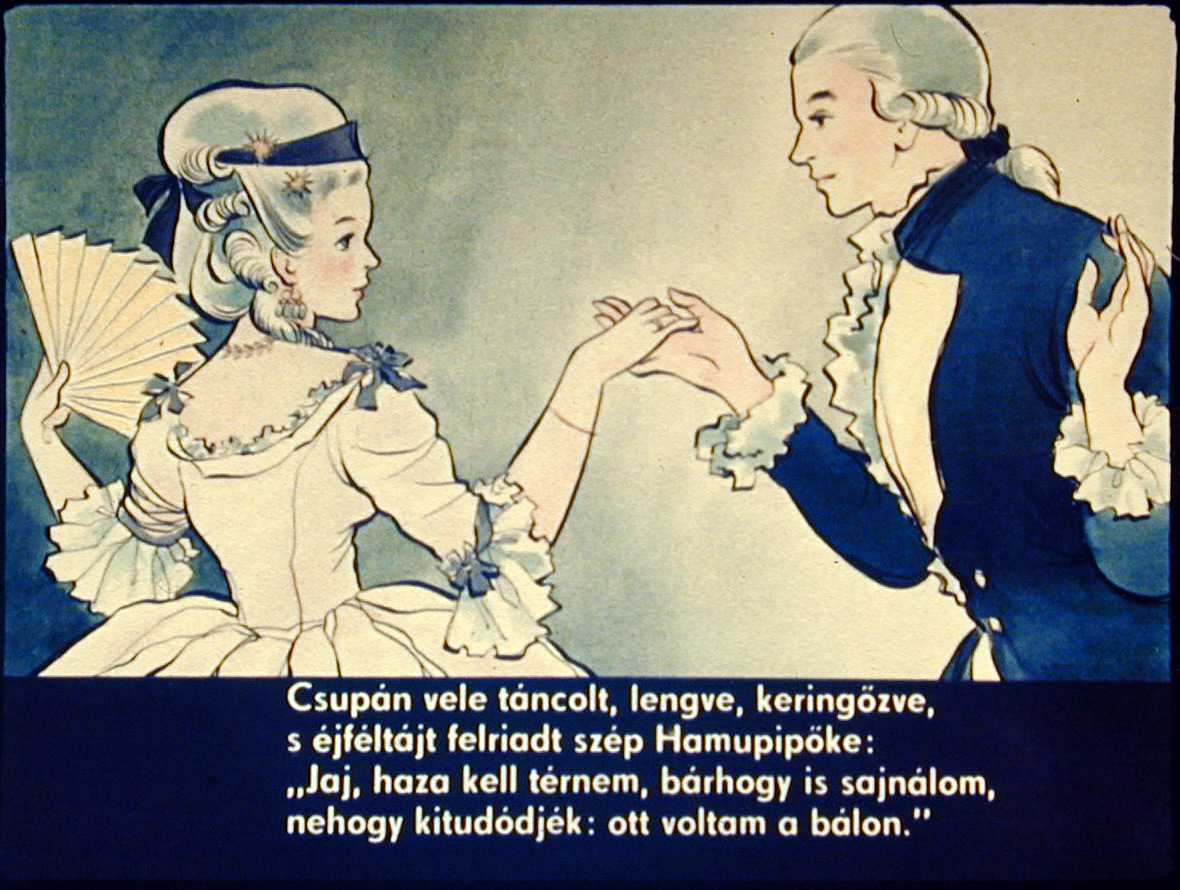 Csupán vele táncolt, lengve, keringőzve,
s éjféltájt felriadt szép Hamupipőke:
„Jaj, haza kell térnem, bárhogy is sajnálom,
nehogy kitudódjék: ott voltam a bálon.”